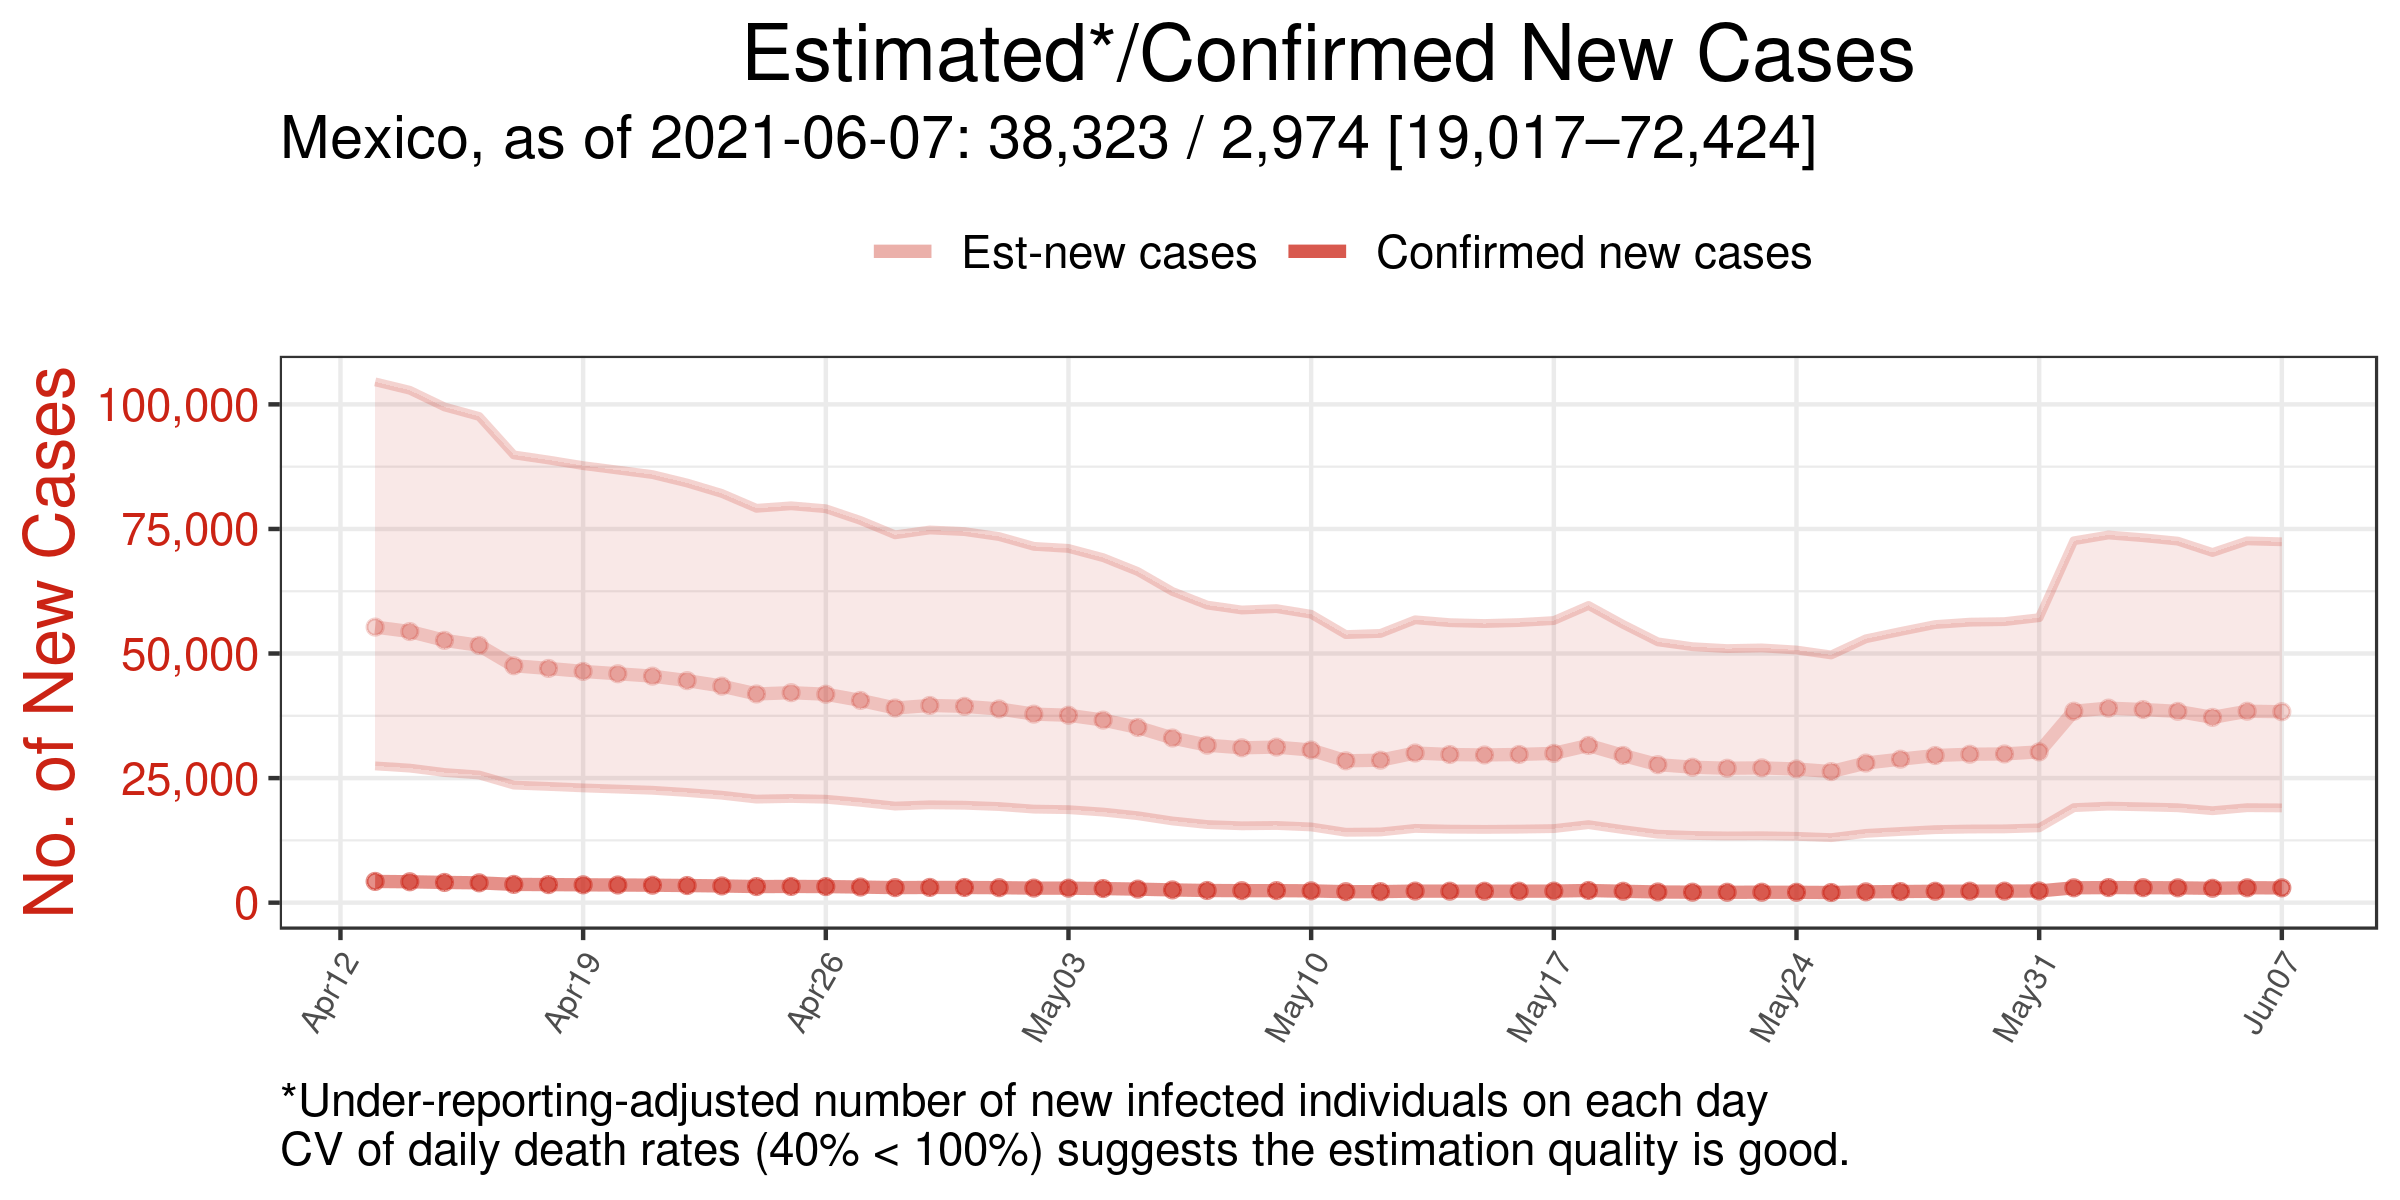 Estimated*/Confirmed New Cases
Mexico, as of 2021-06-07: 38,323 / 2,974 [19,017–72,424]
Est-new cases Confirmed new cases
No. of New Cases
100,000
75,000
50,000
25,000
0
Apr12 Apr19 Apr26 May03 May10 May17 May24 May31 Jun07
*Under-reporting-adjusted number of new infected individuals on each day
CV of daily death rates (40% < 100%) suggests the estimation quality is good.